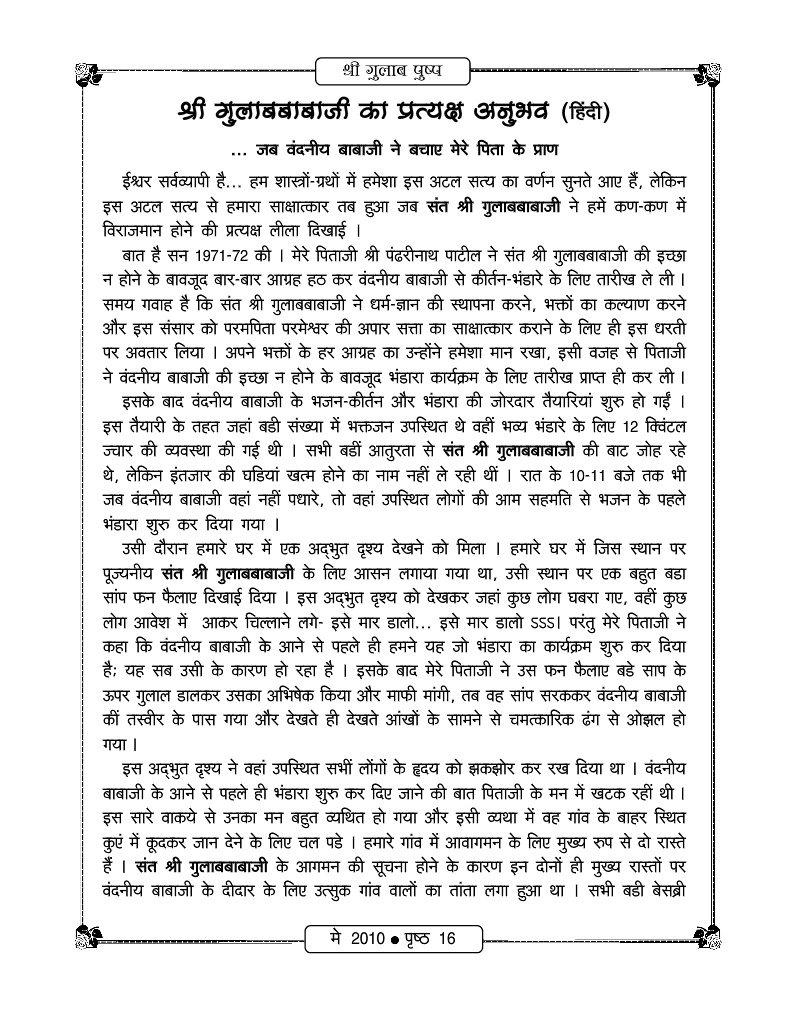 श्री गुलाब पुष्प
श्री गुलाबबाबाजी का प्रत्यक्ष अनुभव (हिंदी)
... जब वंदनीय बाबाजी ने बचाए मेरे पिता के प्राण
ईश्वर सर्वव्यापी है... हम शास्त्रों-ग्रथों में हमेशा इस अटल सत्य का वर्णन सुनते आए हैं, लेकिन
इस अटल सत्य से हमारा साक्षात्कार तब हुआ जब संत श्री गुलाबबाबाजी ने हमें कण-कण में
विराजमान होने की प्रत्यक्ष लीला दिखाई ।
बात है सन 1971-72 की । मेरे पिताजी श्री पंढरीनाथ पाटील ने संत श्री गुलाबबाबाजी की इच्छा
न होने के बावजूद बार-बार आग्रह हठ कर वंदनीय बाबाजी से कीर्तन-भंडारे के लिए तारीख ले ली ।
समय गवाह है कि संत श्री गुलाबबाबाजी ने धर्म-ज्ञान की स्थापना करने, भक्तों का कल्याण करने
और इस संसार को परमपिता परमेश्वर की अपार सत्ता का साक्षात्कार कराने के लिए ही इस धरती
पर अवतार लिया । अपने भक्तों के हर आग्रह का उन्होंने हमेशा मान रखा, इसी वजह से पिताजी
ने वंदनीय बाबाजी की इच्छा न होने के बावजूद भंडारा कार्यक्रम के लिए तारीख प्राप्त ही कर ली ।
इसके बाद वंदनीय बाबाजी के भजन-कीर्तन और भंडारा की जोरदार तैयारियां शुरु हो गईं ।
इस तैयारी के तहत जहां बडी संख्या में भक्तजन उपस्थित थे वहीं भव्य भंडारे के लिए 12 क्विंटल
ज्वार की व्यवस्था की गई थी । सभी बडीं आतुरता से संत श्री गुलाबबाबाजी की बाट जोह रहे
थे, लेकिन इंतजार की घडियां खत्म होने का नाम नहीं ले रही थीं । रात के 10-11 बजे तक भी
जब वंदनीय बाबाजी वहां नहीं पधारे, तो वहां उपस्थित लोगों की आम सहमति से भजन के पहले
भंडारा शुरु कर दिया गया ।
उसी दौरान हमारे घर में एक अद्भुत दृश्य देखने को मिला । हमारे घर में जिस स्थान पर
पूज्यनीय संत श्री गुलाबबाबाजी के लिए आसन लगाया गया था, उसी स्थान पर एक बहुत बडा
सांप फन फैलाए दिखाई दिया । इस अद्भुत दृश्य को देखकर जहां कुछ लोग घबरा गए, वहीं कुछ
लोग आवेश में आकर चिल्लाने लगे- इसे मार डालो... इसे मार डालो SSS। परंतु मेरे पिताजी ने
कहा कि वंदनीय बाबाजी के आने से पहले ही हमने यह जो भंडारा का कार्यक्रम शुरु कर दिया
है; यह सब उसी के कारण हो रहा है । इसके बाद मेरे पिताजी ने उस फन फैलाए बडे साप के
ऊपर गुलाल डालकर उसका अभिषेक किया और माफी मांगी, तब वह सांप सरककर वंदनीय बाबाजी
कीं तस्वीर के पास गया और देखते ही देखते आंखों के सामने से चमत्कारिक ढंग से ओझल हो
गया ।
इस अद्भुत दृश्य ने वहां उपस्थित सभीं लोंगों के हृदय को झकझोर कर रख दिया था । वंदनीय
बाबाजी के आने से पहले ही भंडारा शुरु कर दिए जाने की बात पिताजी के मन में खटक रहीं थी ।
इस सारे वाकये से उनका मन बहुत व्यथित हो गया और इसी व्यथा में वह गांव के बाहर स्थित
कुएं में कूदकर जान देने के लिए चल पडे । हमारे गांव में आवागमन के लिए मुख्य रुप से दो रास्ते
हैं । संत श्री गुलाबबाबाजी के आगमन की सूचना होने के कारण इन दोनों ही मुख्य रास्तों पर
वंदनीय बाबाजी के दीदार के लिए उत्सुक गांव वालों का तांता लगा हुआ था । सभी बडी बेसब्री
मे 2010 ● पृष्ठ 16